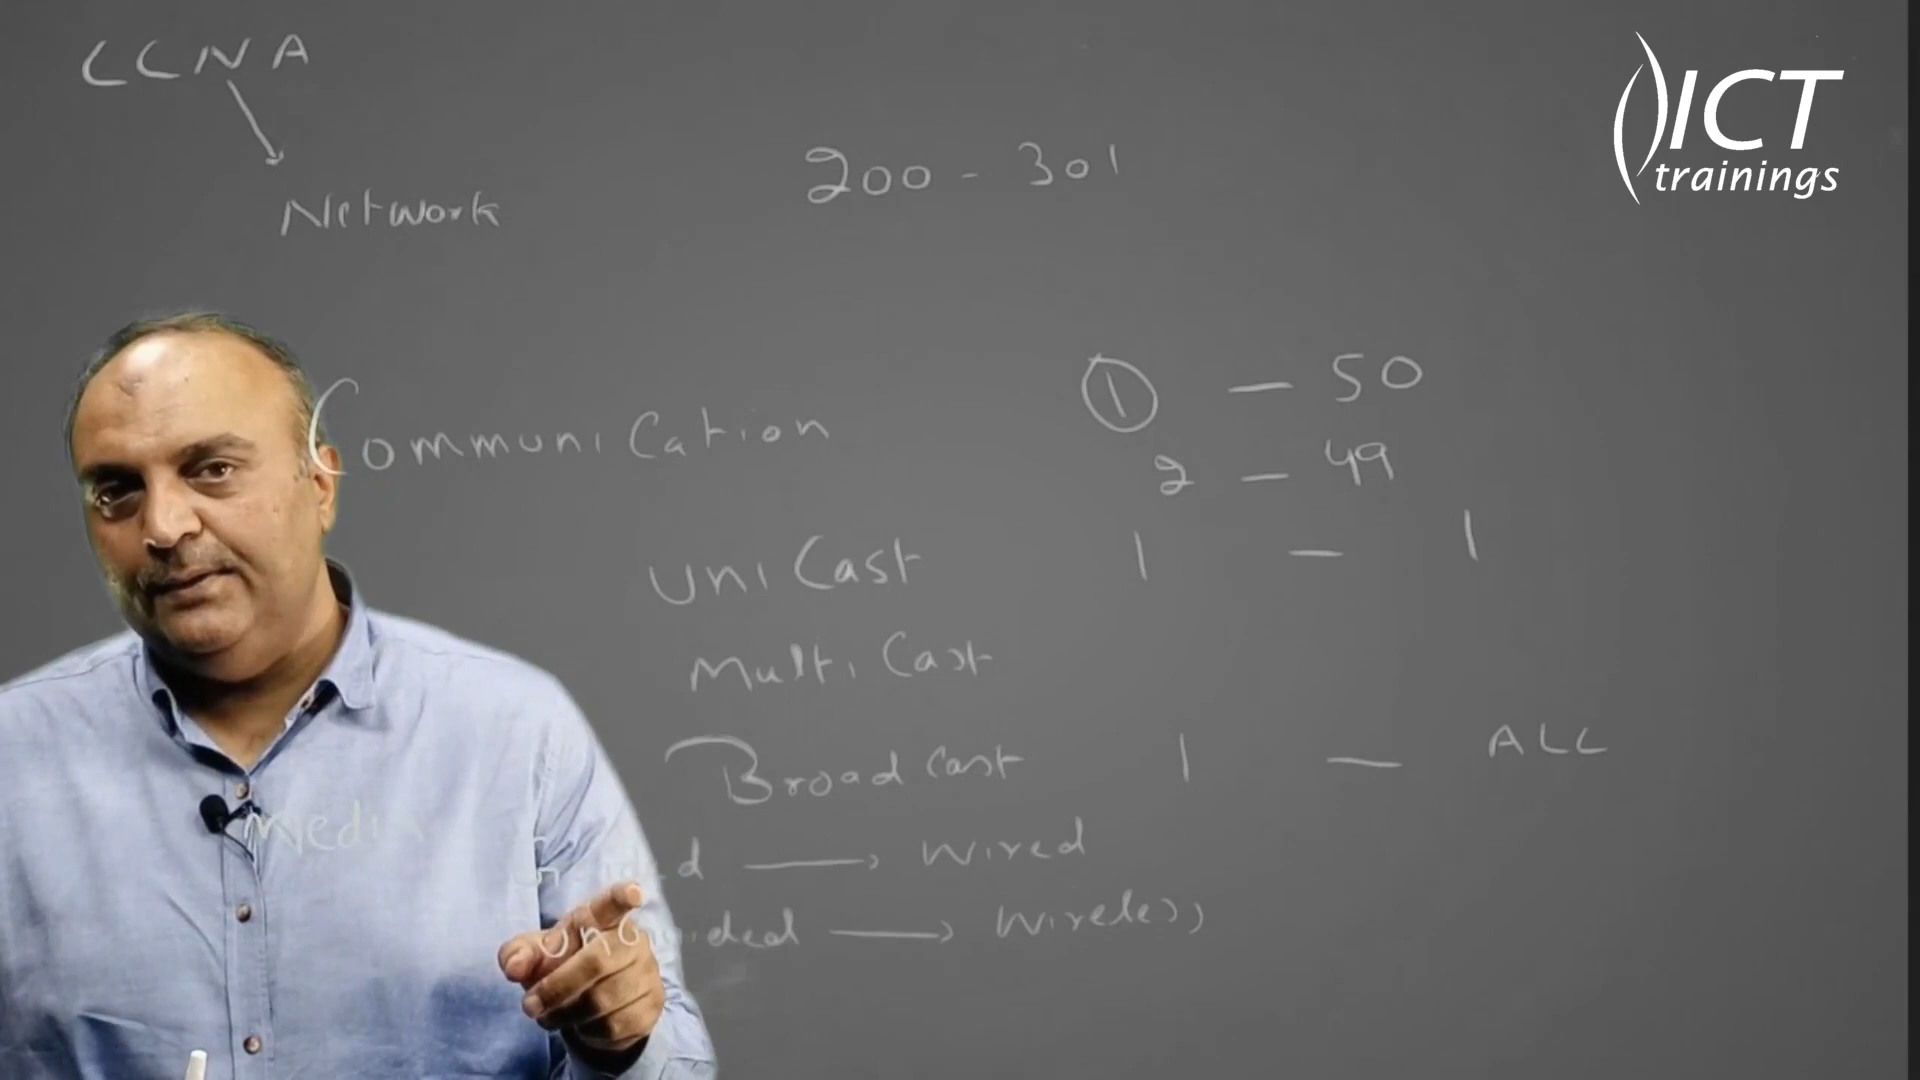 CCNA
ICT
trainings
200 - 301
Network
① - 50
Communication
2 - 49
UniCast 1 - 1
MultiCast
BroadCast 1 - ALL
Media
Guided → Wired
UnGuided → Wireless